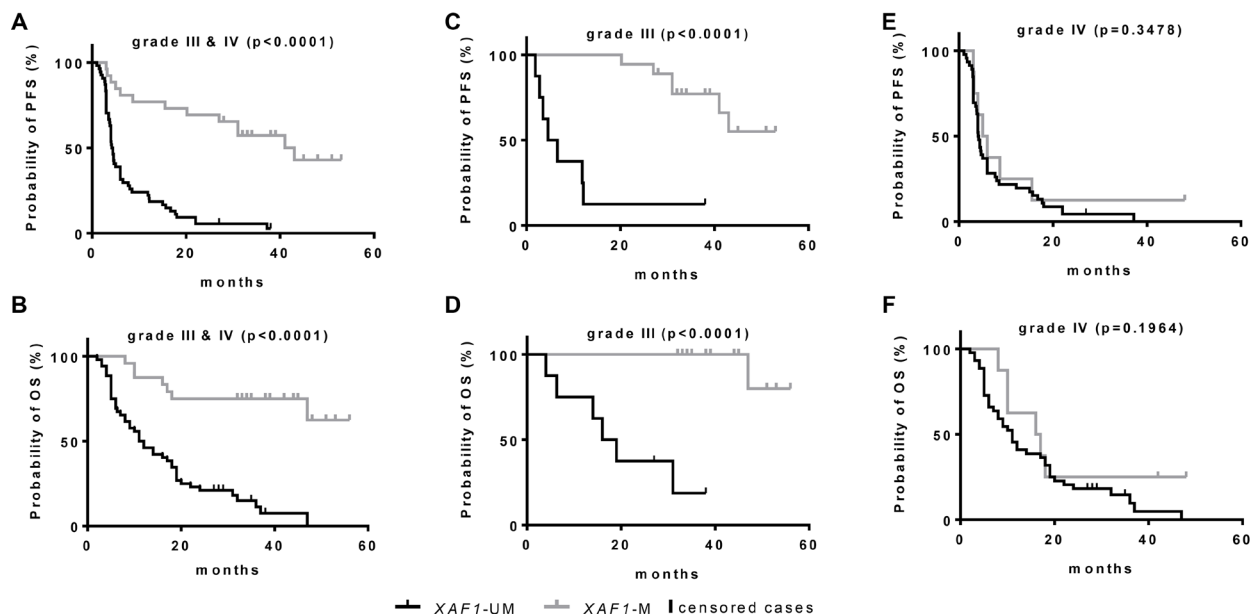 A
grade III & IV (p<0.0001)
Probability of PFS (%)
100
50
0
0 20 40 60
months
C
grade III (p<0.0001)
Probability of PFS (%)
100
50
0
0 20 40 60
months
E
grade IV (p=0.3478)
Probability of PFS (%)
100
50
0
0 20 40 60
months
B
grade III & IV (p<0.0001)
Probability of OS (%)
100
50
0
0 20 40 60
months
D
grade III (p<0.0001)
Probability of OS (%)
100
50
0
0 20 40 60
months
F
grade IV (p=0.1964)
Probability of OS (%)
100
50
0
0 20 40 60
months
XAF1-UM XAF1-M censored cases